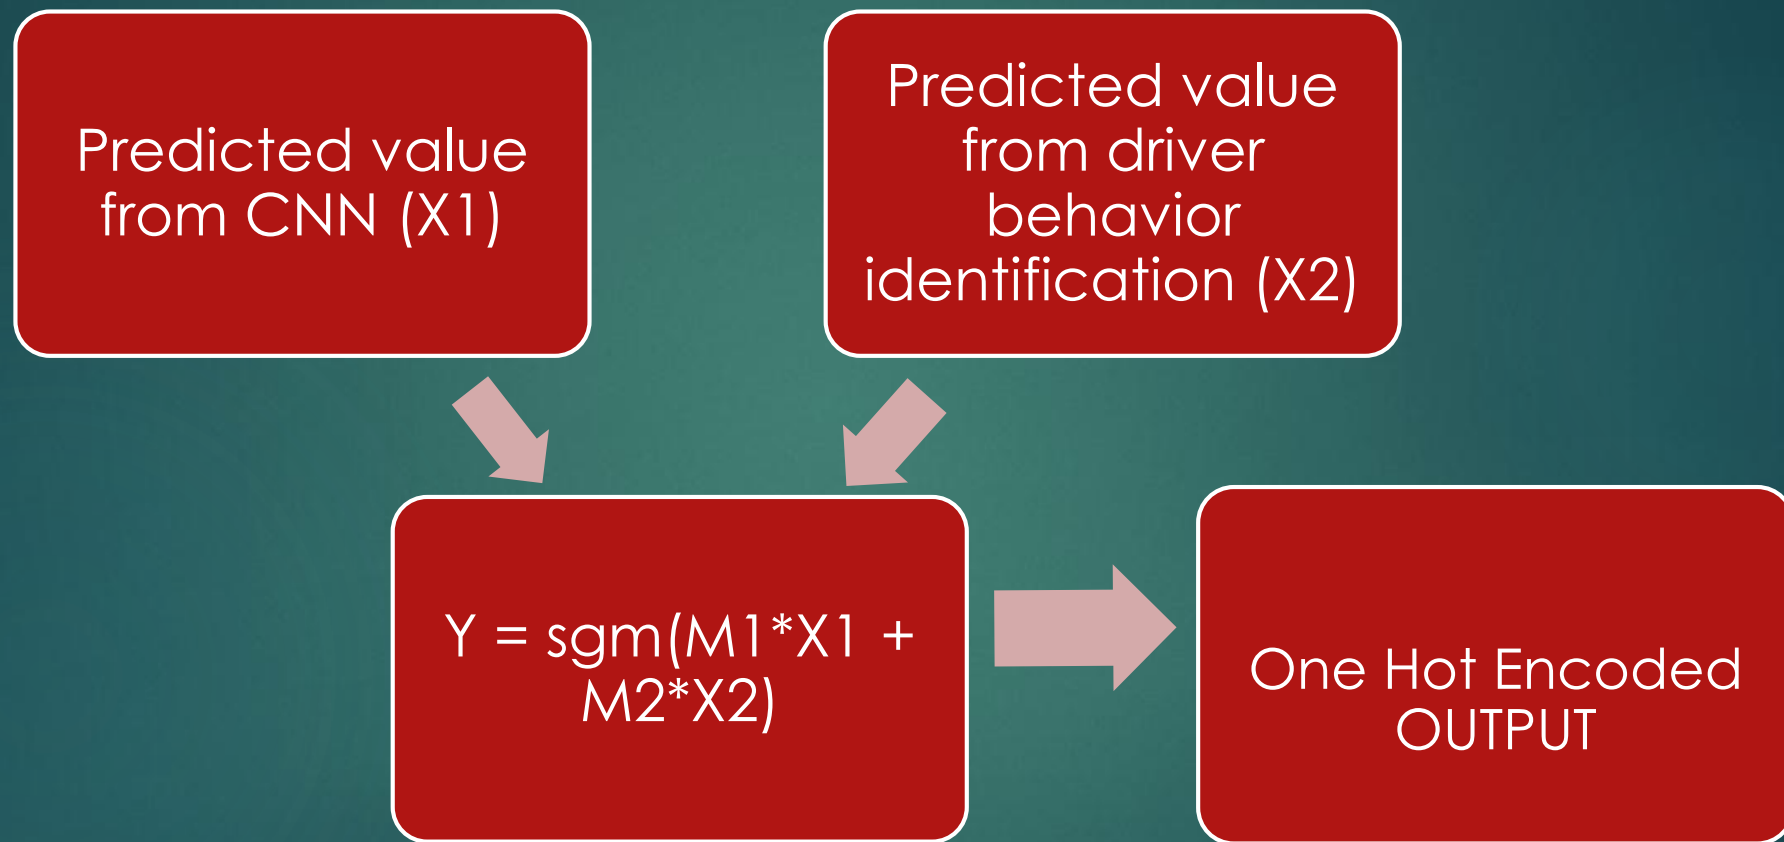 Predicted value
from CNN (X1)
Predicted value
from driver
behavior
identification (X2)
Y = sgm(M1*X1 +
M2*X2)
One Hot Encoded
OUTPUT